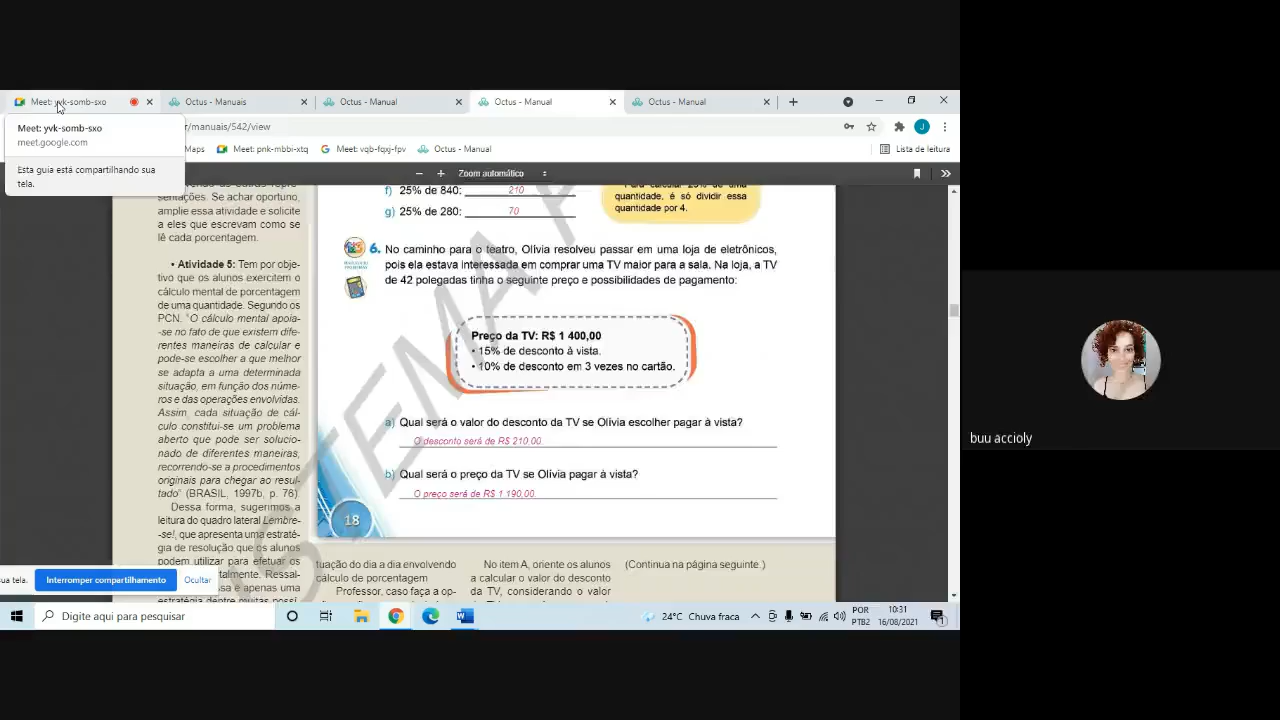 Meet: yvk-somb-sxo
Octus - Manuais
Octus - Manual
Octus - Manual
Octus - Manual
Meet: yvk-somb-sxo
meet.google.com
Esta guia está compartilhando sua
tela.
r/manuais/542/view
Maps
Meet: pnk-mbbi-xtq
Meet: vqb-fqxj-fpv
Octus - Manual
Lista de leitura
Zoom automático
sentações. Se achar oportuno,
amplie essa atividade e solicite
a eles que escrevam como se
lê cada porcentagem.
• Atividade 5: Tem por obje-
tivo que os alunos exercitem o
cálculo mental de porcentagem
de uma quantidade. Segundo os
PCN. "O cálculo mental apoia-
-se no fato de que existem dife-
rentes maneiras de calcular e
pode-se escolher a que melhor
se adapta a uma determinada
situação, em função dos núme-
ros e das operações envolvidas.
Assim, cada situação de cál-
culo constitui-se um problema
aberto que pode ser solucio-
nado de diferentes maneiras,
recorrendo-se a procedimentos
originais para chegar ao resul-
tado" (BRASIL, 1997b, p. 76)
Dessa forma, sugerimos a
leitura do quadro lateral Lembre-
-se!, que apresenta uma estraté-
gia de resolução que os alunos
podem utilizar para efetuar os
f) 25% de 840: 210
g) 25% de 280: 70
Para calcular 25% de uma
quantidade, é só dividir essa
quantidade por 4.
6. No caminho para o teatro, Olívia resolveu passar em uma loja de eletrônicos,
pois ela estava interessada em comprar uma TV maior para a sala. Na loja, a TV
de 42 polegadas tinha o seguinte preço e possibilidades de pagamento:
Preço da TV: R$ 1 400,00
• 15% de desconto à vista.
• 10% de desconto em 3 vezes no cartão.
a) Qual será o valor do desconto da TV se Olívia escolher pagar à vista?
O desconto será de R$ 210,00.
b) Qual será o preço da TV se Olívia pagar à vista?
O preço será de R$ 1 190,00.
18
tuação do dia a dia envolvendo
cálculo de porcentagem
Professor, caso faça a op-
No item A, oriente os alunos
a calcular o valor do desconto
da TV, considerando o valor
(Continua na página seguinte.)
STEMA
sua tela.
Interromper compartilhamento
Ocultar
Digite aqui para pesquisar
24°C Chuva fraca
POR
PTB2
10:31
16/08/2021
buu accioly